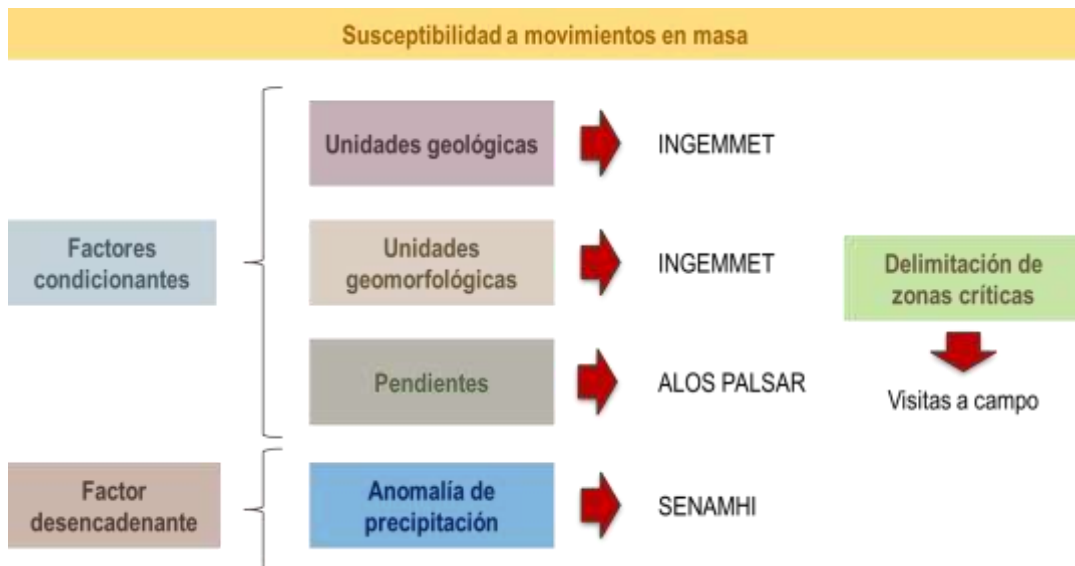 Susceptibilidad a movimientos en masa
Factores
condicionantes
Unidades geológicas
INGEMMET
Unidades
geomorfológicas
INGEMMET
Pendientes
ALOS PALSAR
Factor
desencadenante
Anomalía de
precipitación
SENAMHI
Delimitación de
zonas críticas
Visitas a campo